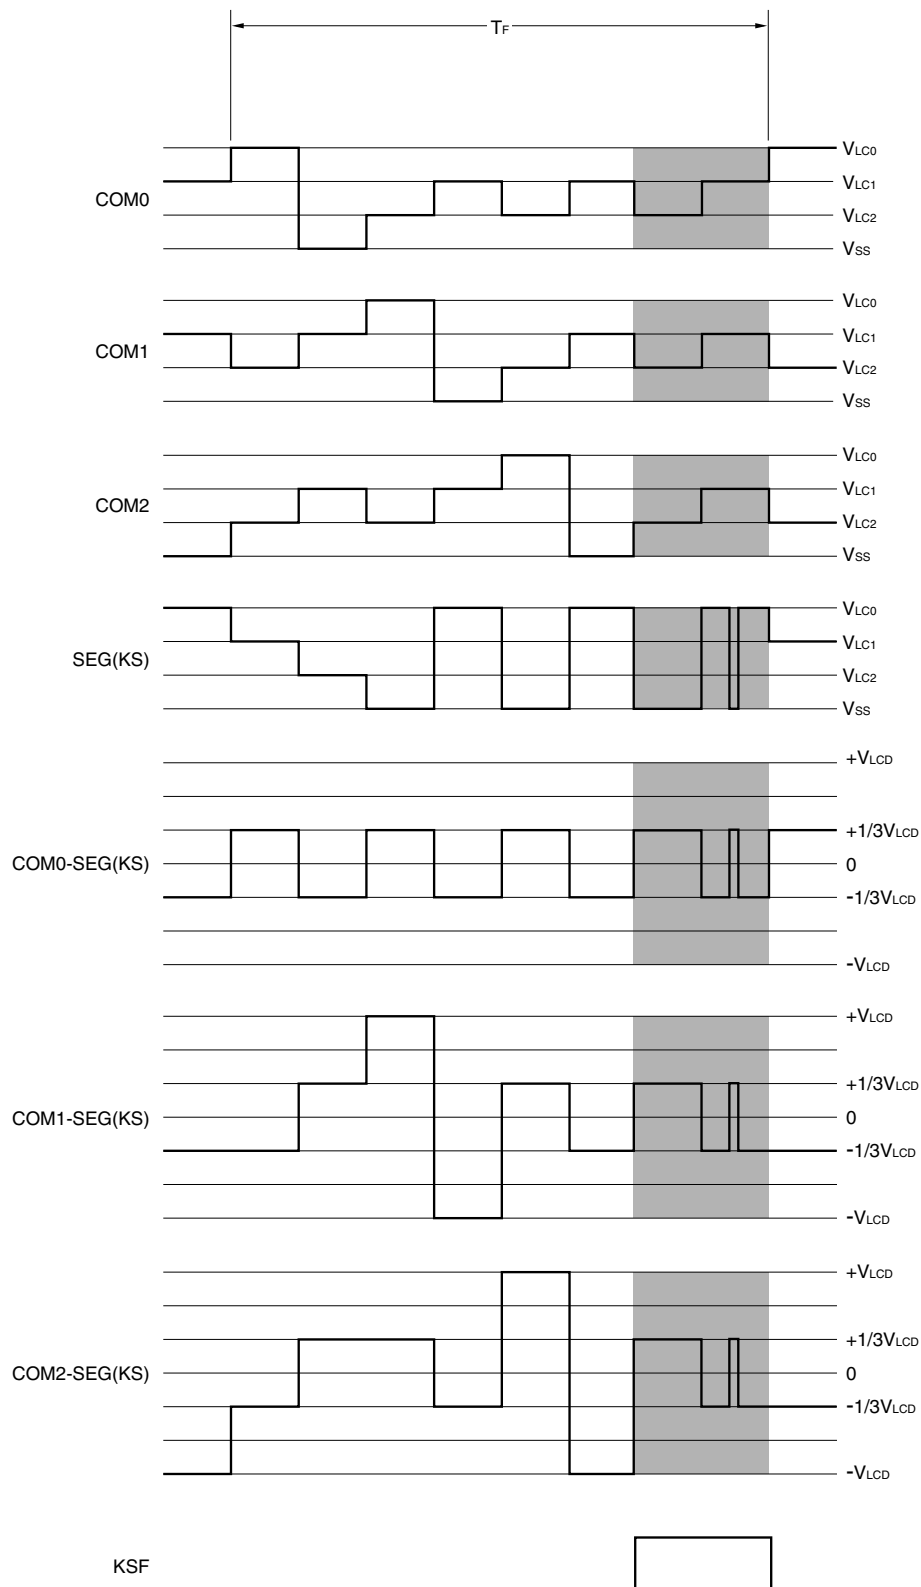 TF
VLC0
VLC1
COM0
VLC2
VSS
VLC0
VLC1
COM1
VLC2
VSS
VLC0
VLC1
COM2
VLC2
VSS
VLC0
VLC1
SEG(KS)
VLC2
VSS
+VLCD
+1/3VLCD
COM0-SEG(KS)
0
-1/3VLCD
-VLCD
+VLCD
+1/3VLCD
COM1-SEG(KS)
0
-1/3VLCD
-VLCD
+VLCD
+1/3VLCD
COM2-SEG(KS)
0
-1/3VLCD
-VLCD
KSF